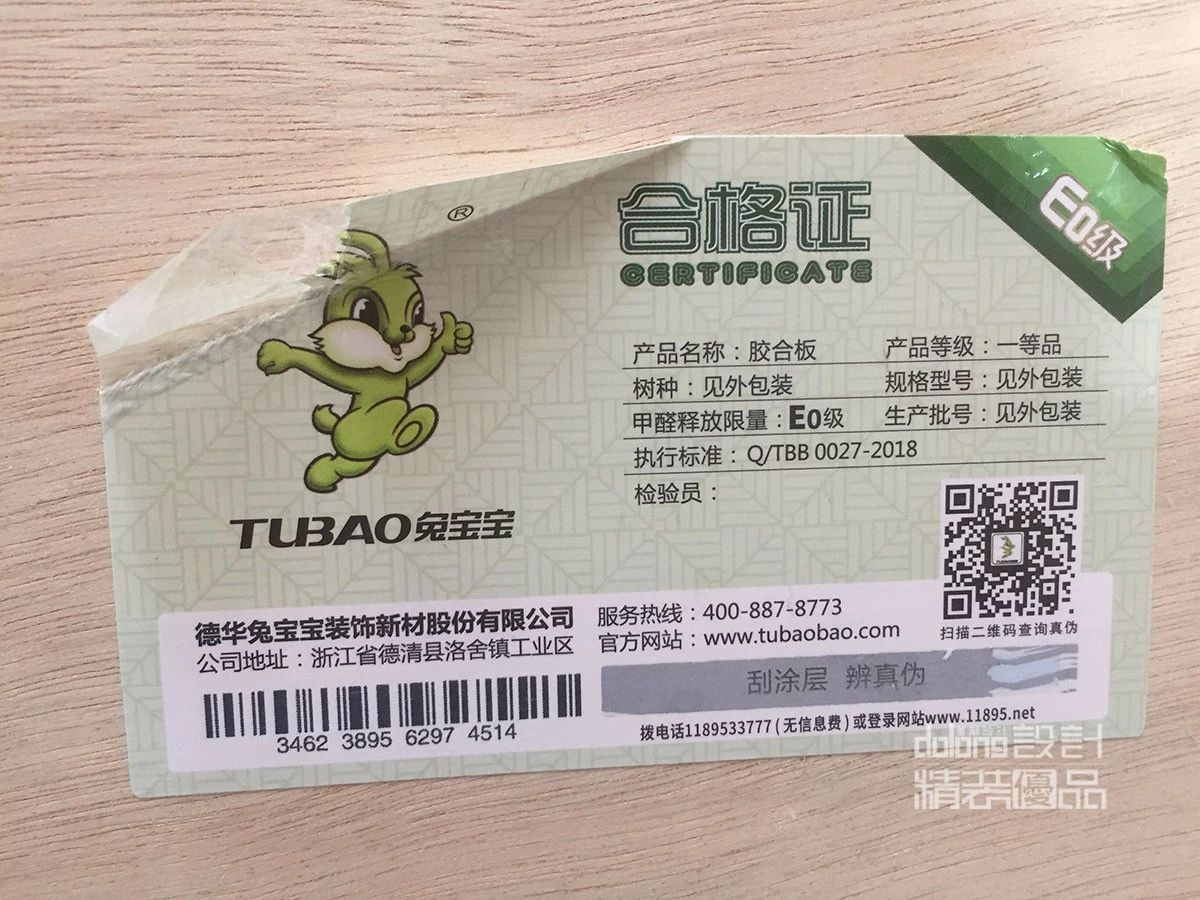 ®
合格证
CERTIFICATE
E0级
产品名称：胶合板 产品等级：一等品
树种：见外包装 规格型号：见外包装
甲醛释放限量：E0级 生产批号：见外包装
执行标准：Q/TBB 0027-2018
检验员：
TUBAO兔宝宝
扫描二维码查询真伪
德华兔宝宝装饰新材股份有限公司
公司地址：浙江省德清县洛舍镇工业区
3462 3895 6297 4514
服务热线：400-887-8773
官方网站：www.tubaobao.com
刮涂层 辨真伪
拨电话1189533777(无信息费)或登录网站www.11895.net
dolong設計
精装優品